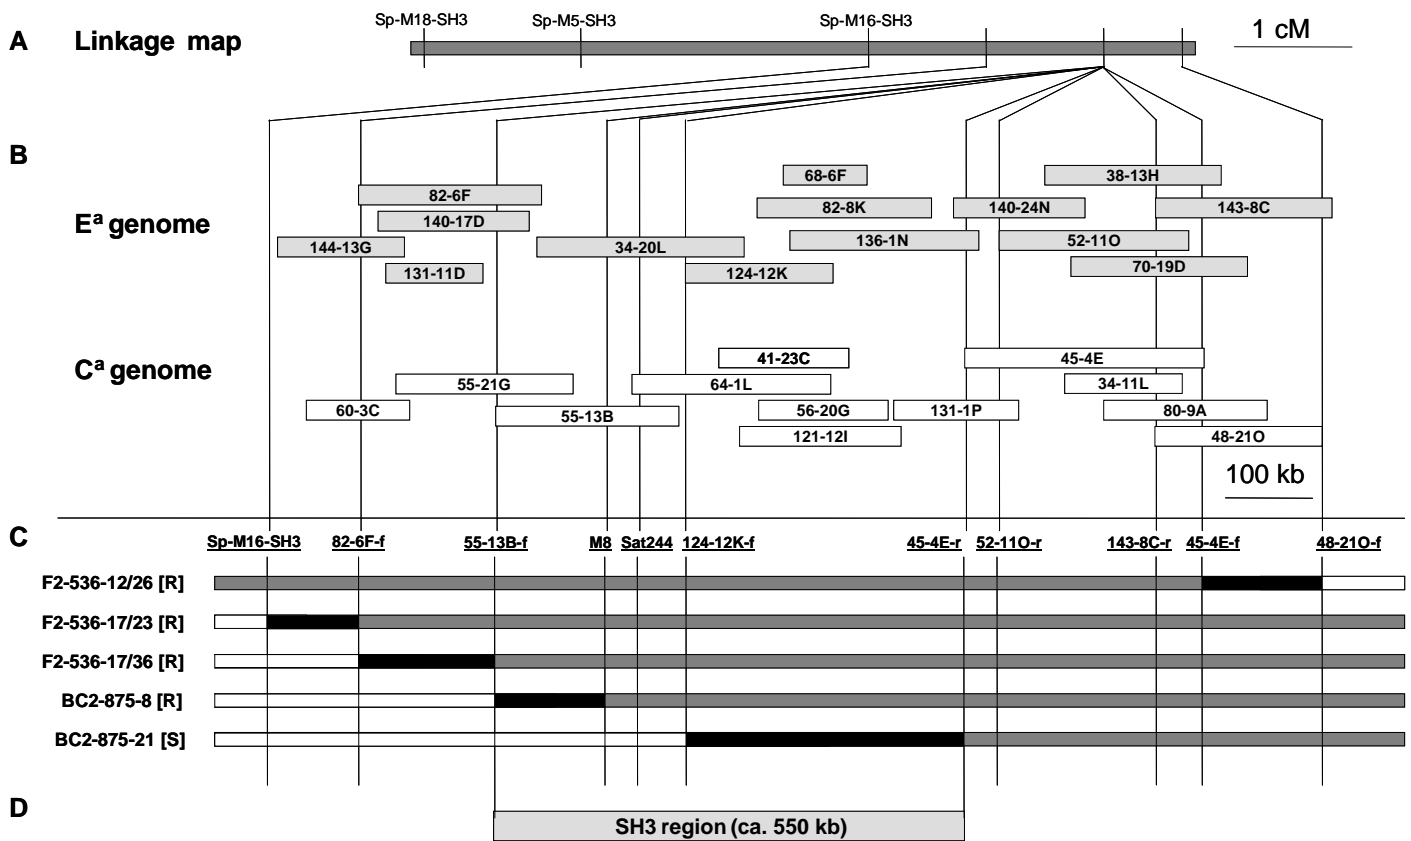 Sp-M18-SH3 Sp-M5-SH3 Sp-M16-SH3
A Linkage map 1 cM
B
68-6F 38-13H
82-6F 82-8K 140-24N 143-8C
140-17D
Eª genome
144-13G 34-20L 136-1N 52-11O
131-11D 124-12K 70-19D
41-23C 45-4E
Cª genome
55-21G 64-1L 34-11L
60-3C 55-13B 56-20G 131-1P 80-9A
121-12I 48-21O
100 kb
C
Sp-M16-SH3 82-6F-f 55-13B-f M8 Sat244 124-12K-f 45-4E-r 52-11O-r 143-8C-r 45-4E-f 48-21O-f
F2-536-12/26 [R]
F2-536-17/23 [R]
F2-536-17/36 [R]
BC2-875-8 [R]
BC2-875-21 [S]
D
SH3 region (ca. 550 kb)